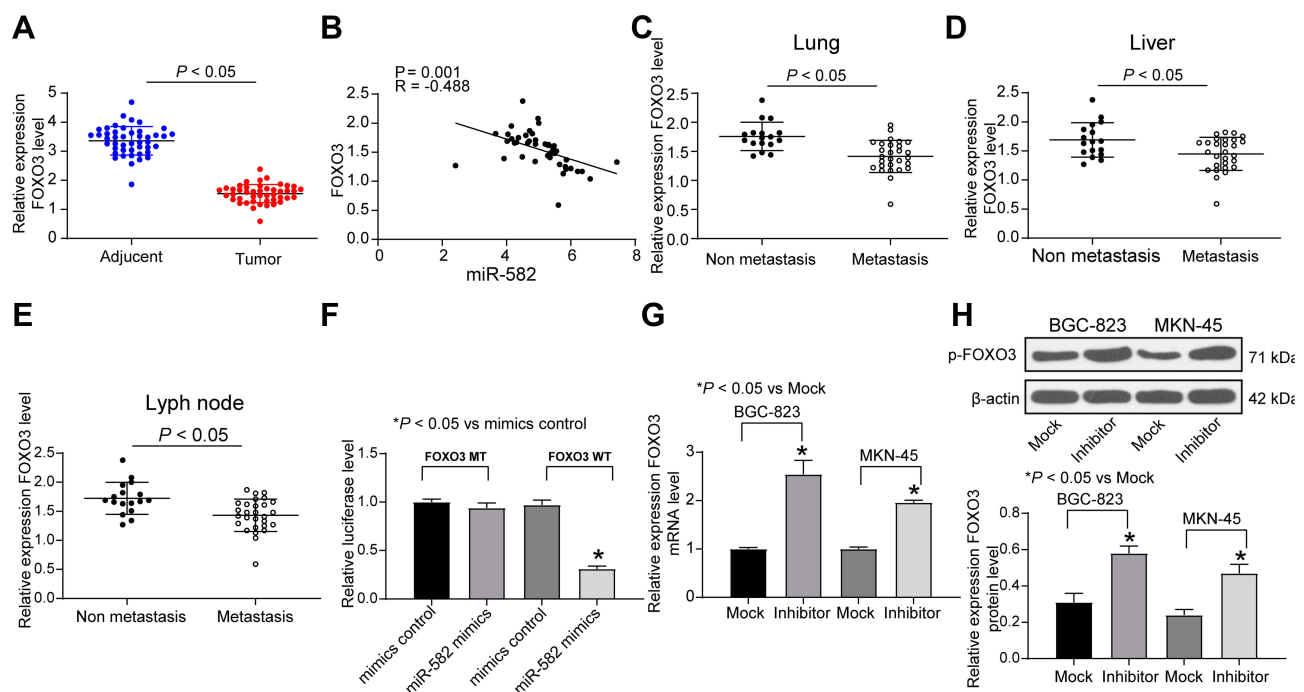 A
Relative expression
FOXO3 level
P < 0.05
5
4
3
2
1
0
Adjucent
Tumor
B
P = 0.001
R = -0.488
FOXO3
2.5
2.0
1.5
1.0
0.5
0.0
0
2
4
6
8
miR-582
C
Lung
P < 0.05
Relative expression FOXO3 level
2.5
2.0
1.5
1.0
0.5
0.0
Non metastasis
Metastasis
D
Liver
P < 0.05
Relative expression
FOXO3 level
2.5
2.0
1.5
1.0
0.5
0.0
Non metastasis
Metastasis
E
Lyph node
P < 0.05
Relative expression FOXO3 level
2.5
2.0
1.5
1.0
0.5
0.0
Non metastasis
Metastasis
F
*P < 0.05 vs mimics control
FOXO3 MT
FOXO3 WT
Relative luciferase level
1.5
1.0
0.5
0.0
*
mimics control
miR-582 mimics
mimics control
miR-582 mimics
G
*P < 0.05 vs Mock
BGC-823
MKN-45
Relative expression FOXO3
mRNA level
3
2
1
0
*
*
Mock
Inhibitor
Mock
Inhibitor
H
BGC-823
MKN-45
p-FOXO3
71 kDa
β-actin
42 kDa
Mock
Inhibitor
Mock
Inhibitor
*P < 0.05 vs Mock
BGC-823
MKN-45
Relative expression FOXO3
protein level
0.8
0.6
0.4
0.2
0.0
*
*
Mock
Inhibitor
Mock
Inhibitor